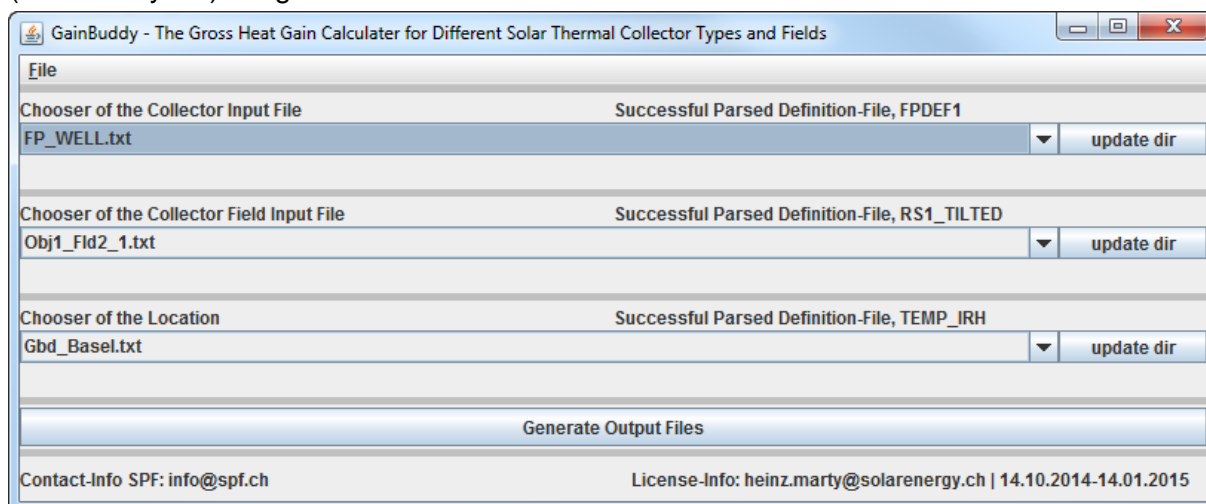 GainBuddy - The Gross Heat Gain Calculater for Different Solar Thermal Collector Types and Fields
File
Chooser of the Collector Input File Successful Parsed Definition-File, FPDEF1
FP_WELL.txt update dir
Chooser of the Collector Field Input File Successful Parsed Definition-File, RS1_TILTED
Obj1_Fld2_1.txt update dir
Chooser of the Location Successful Parsed Definition-File, TEMP_IRH
Gbd_Basel.txt update dir
Generate Output Files
Contact-Info SPF: info@spf.ch License-Info: heinz.marty@solarenergy.ch | 14.10.2014-14.01.2015